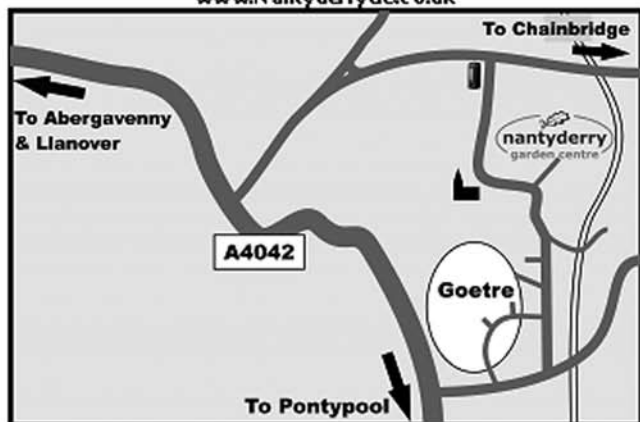 To Chainbridge
To Abergavenny
& Llanover
nantyderry
garden centre
A4042
Goetre
To Pontypool